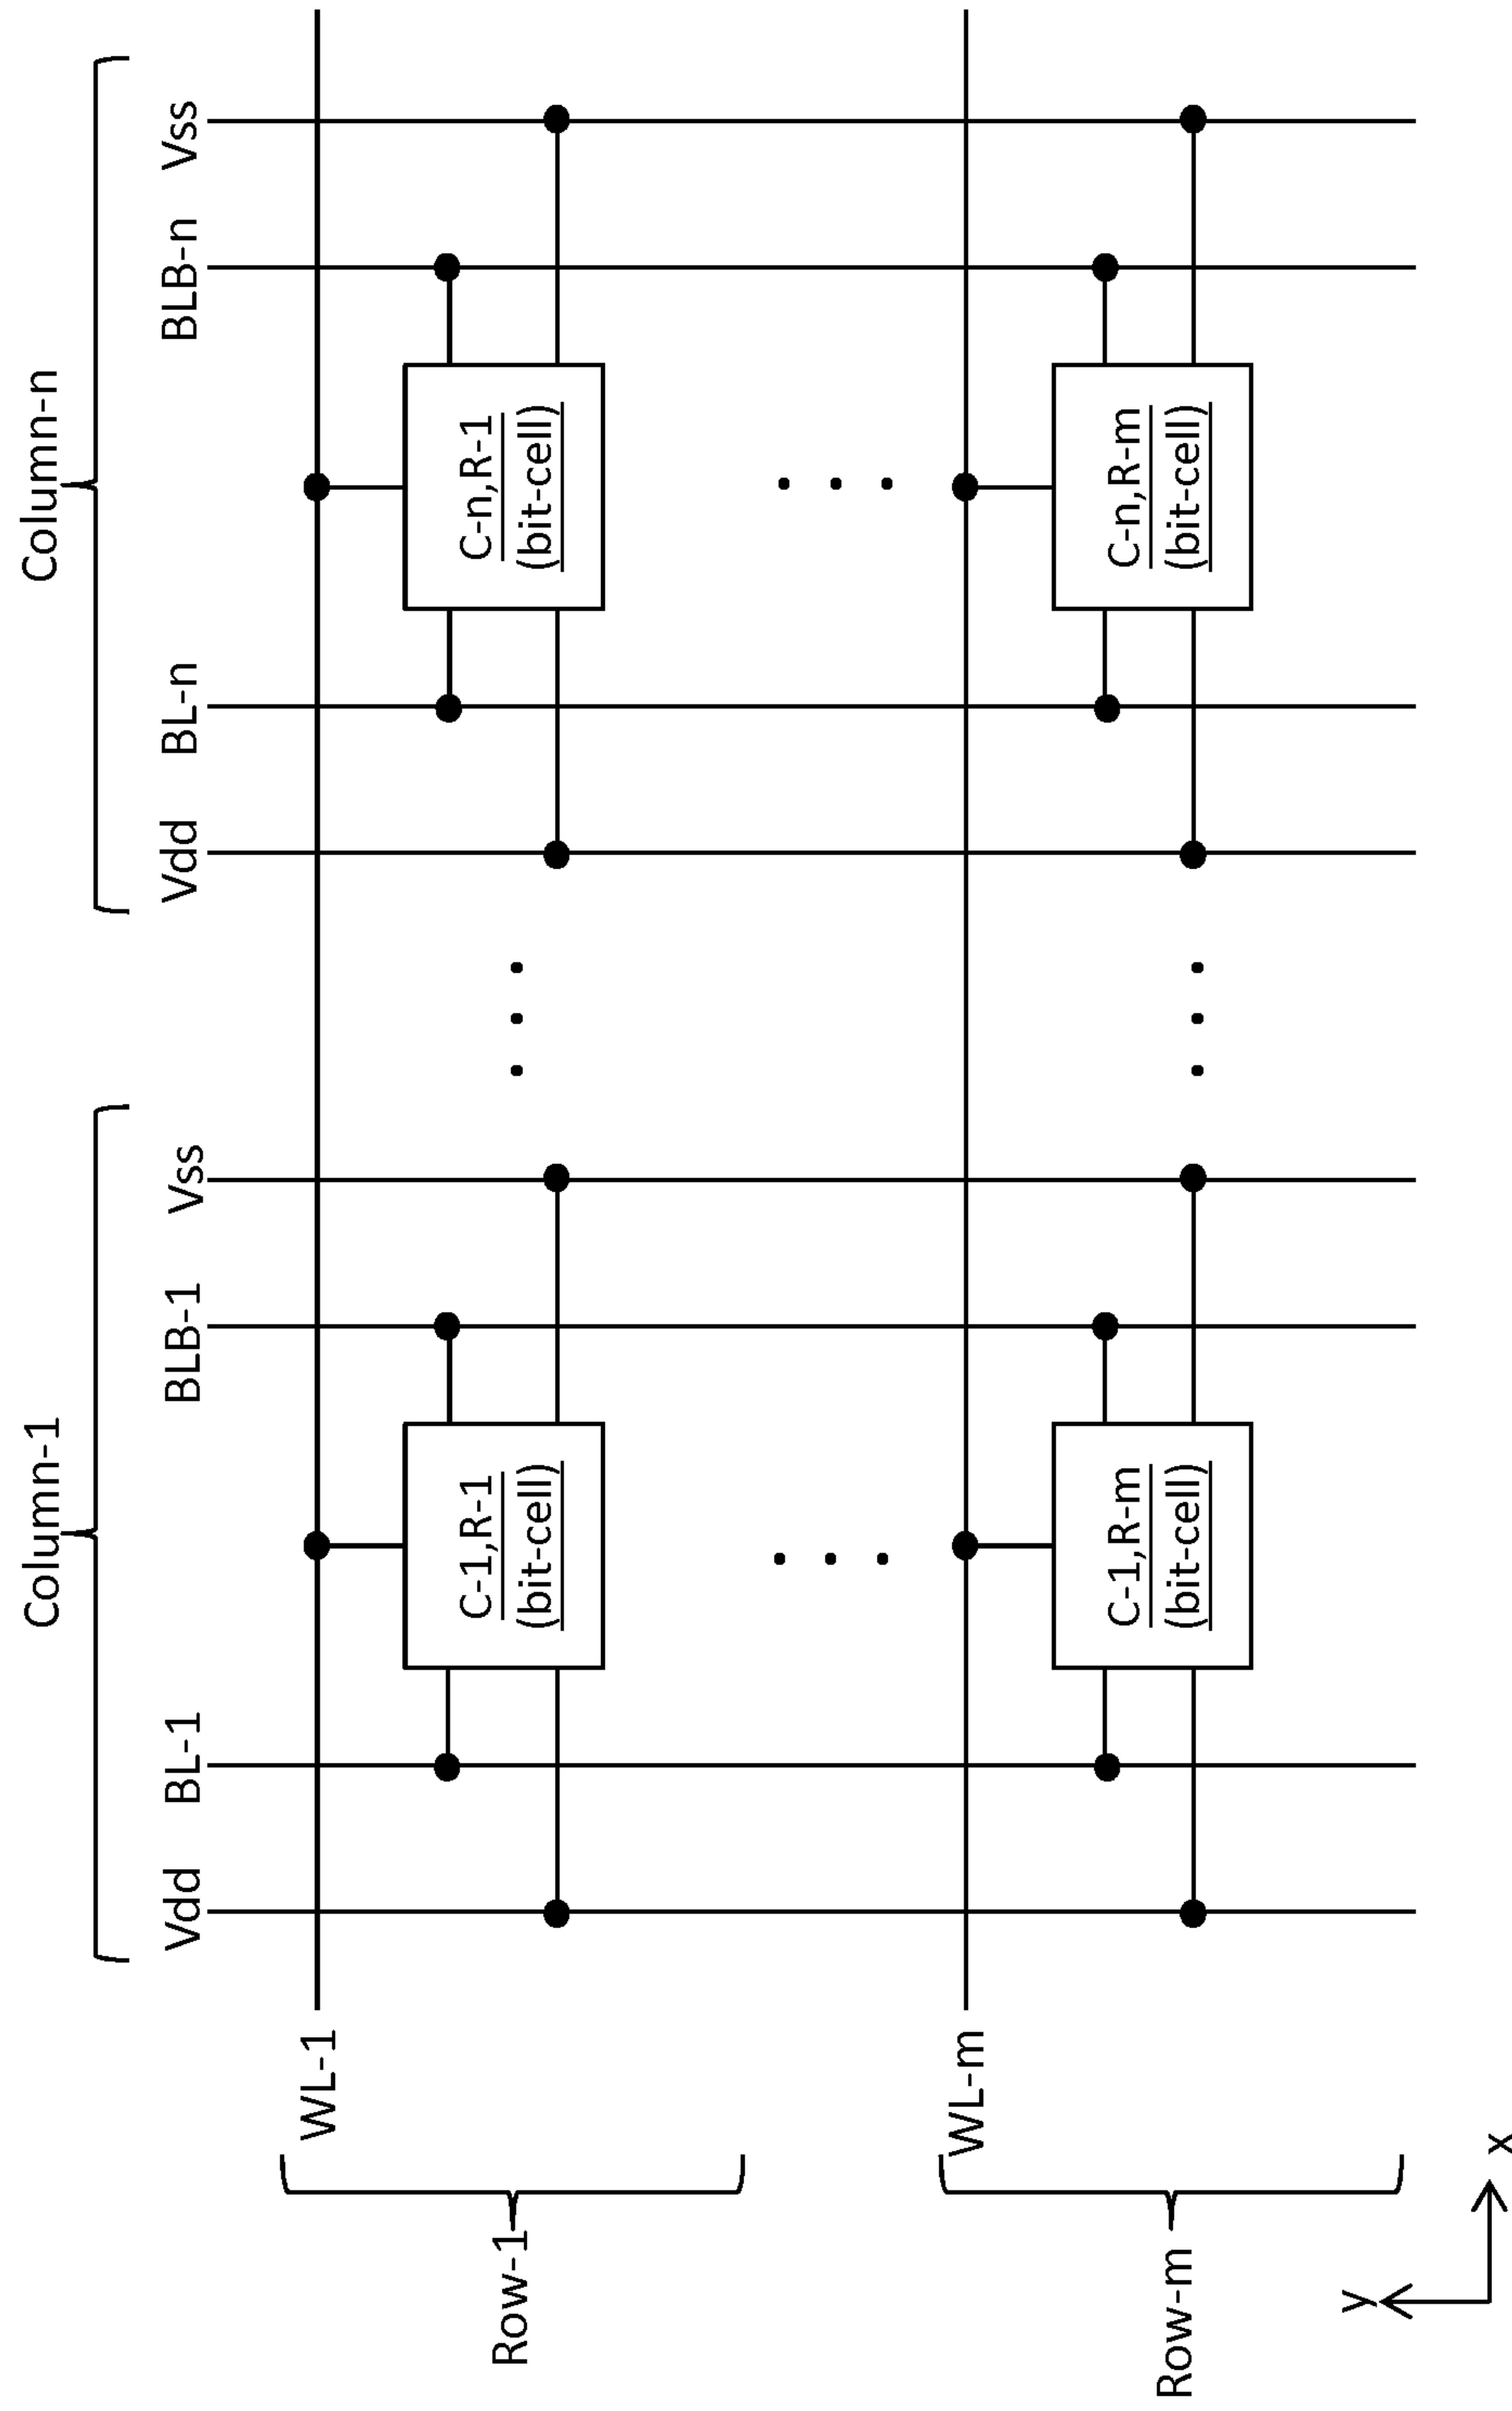 Column-1
Column-n
Vdd
BL-1
BLB-1
Vss
Vdd
BL-n
BLB-n
Vss
WL-1
Row-1
C-1,R-1
(bit-cell)
C-n,R-1
(bit-cell)
WL-m
Row-m
C-1,R-m
(bit-cell)
C-n,R-m
(bit-cell)
y
x